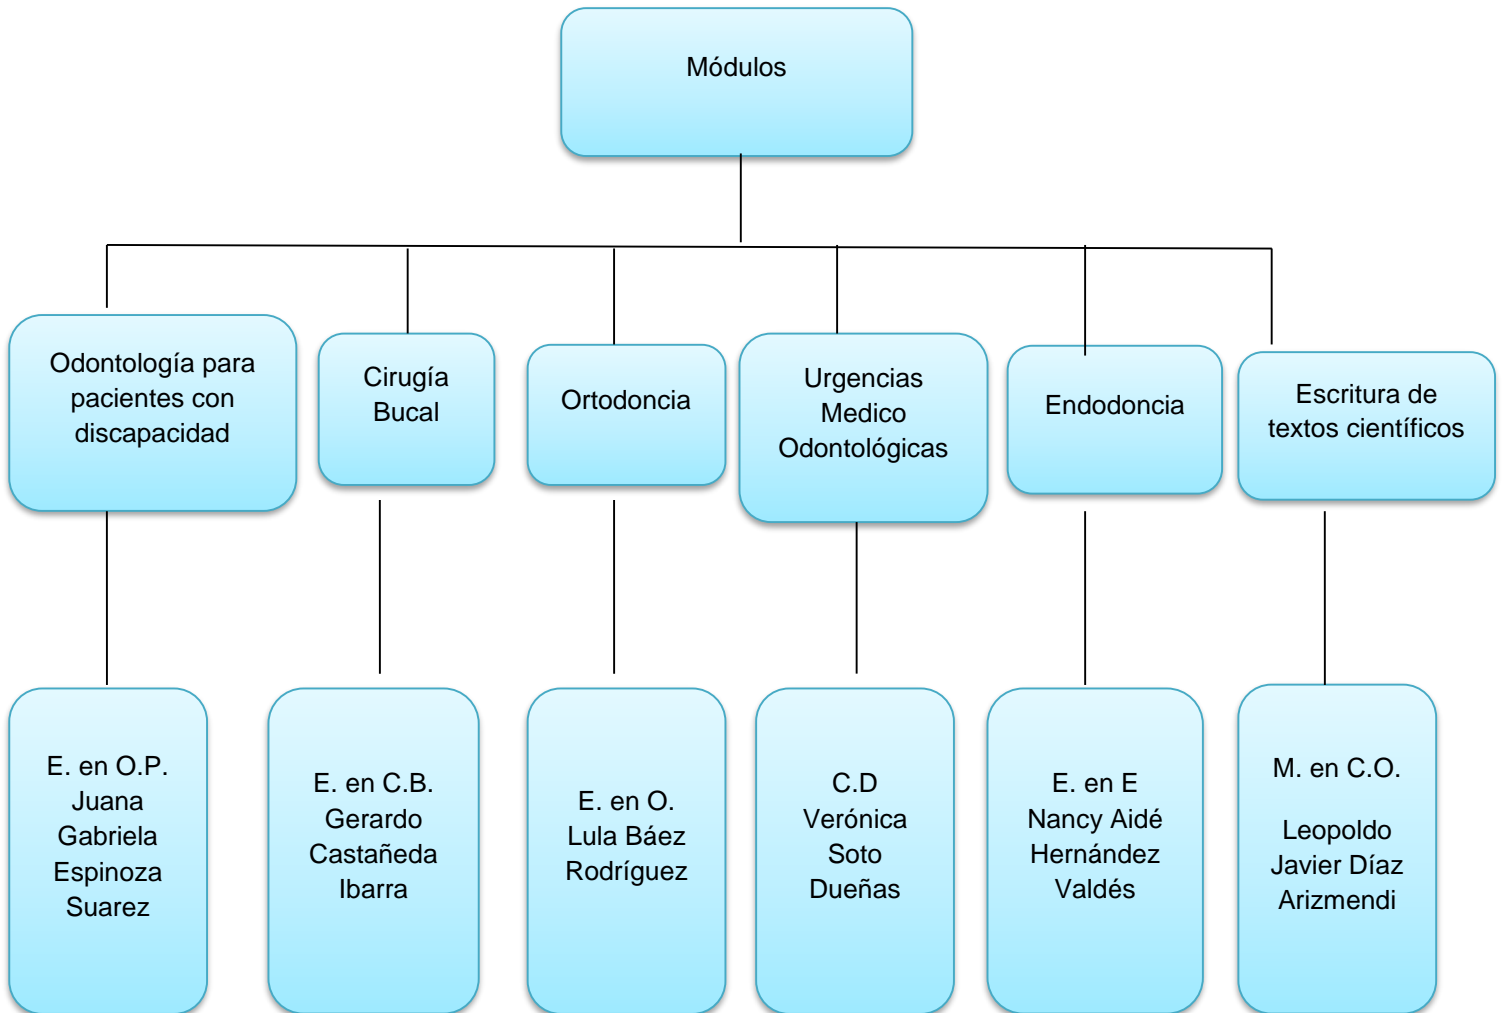 Módulos
Odontología para
pacientes con
discapacidad
Cirugía
Bucal
Ortodoncia
Urgencias
Medico
Odontológicas
Endodoncia
Escritura de
textos científicos
E. en O.P.
Juana
Gabriela
Espinoza
Suarez
E. en C.B.
Gerardo
Castañeda
Ibarra
E. en O.
Lula Báez
Rodríguez
C.D
Verónica
Soto
Dueñas
E. en E
Nancy Aidé
Hernández
Valdés
M. en C.O.
Leopoldo
Javier Díaz
Arizmendi